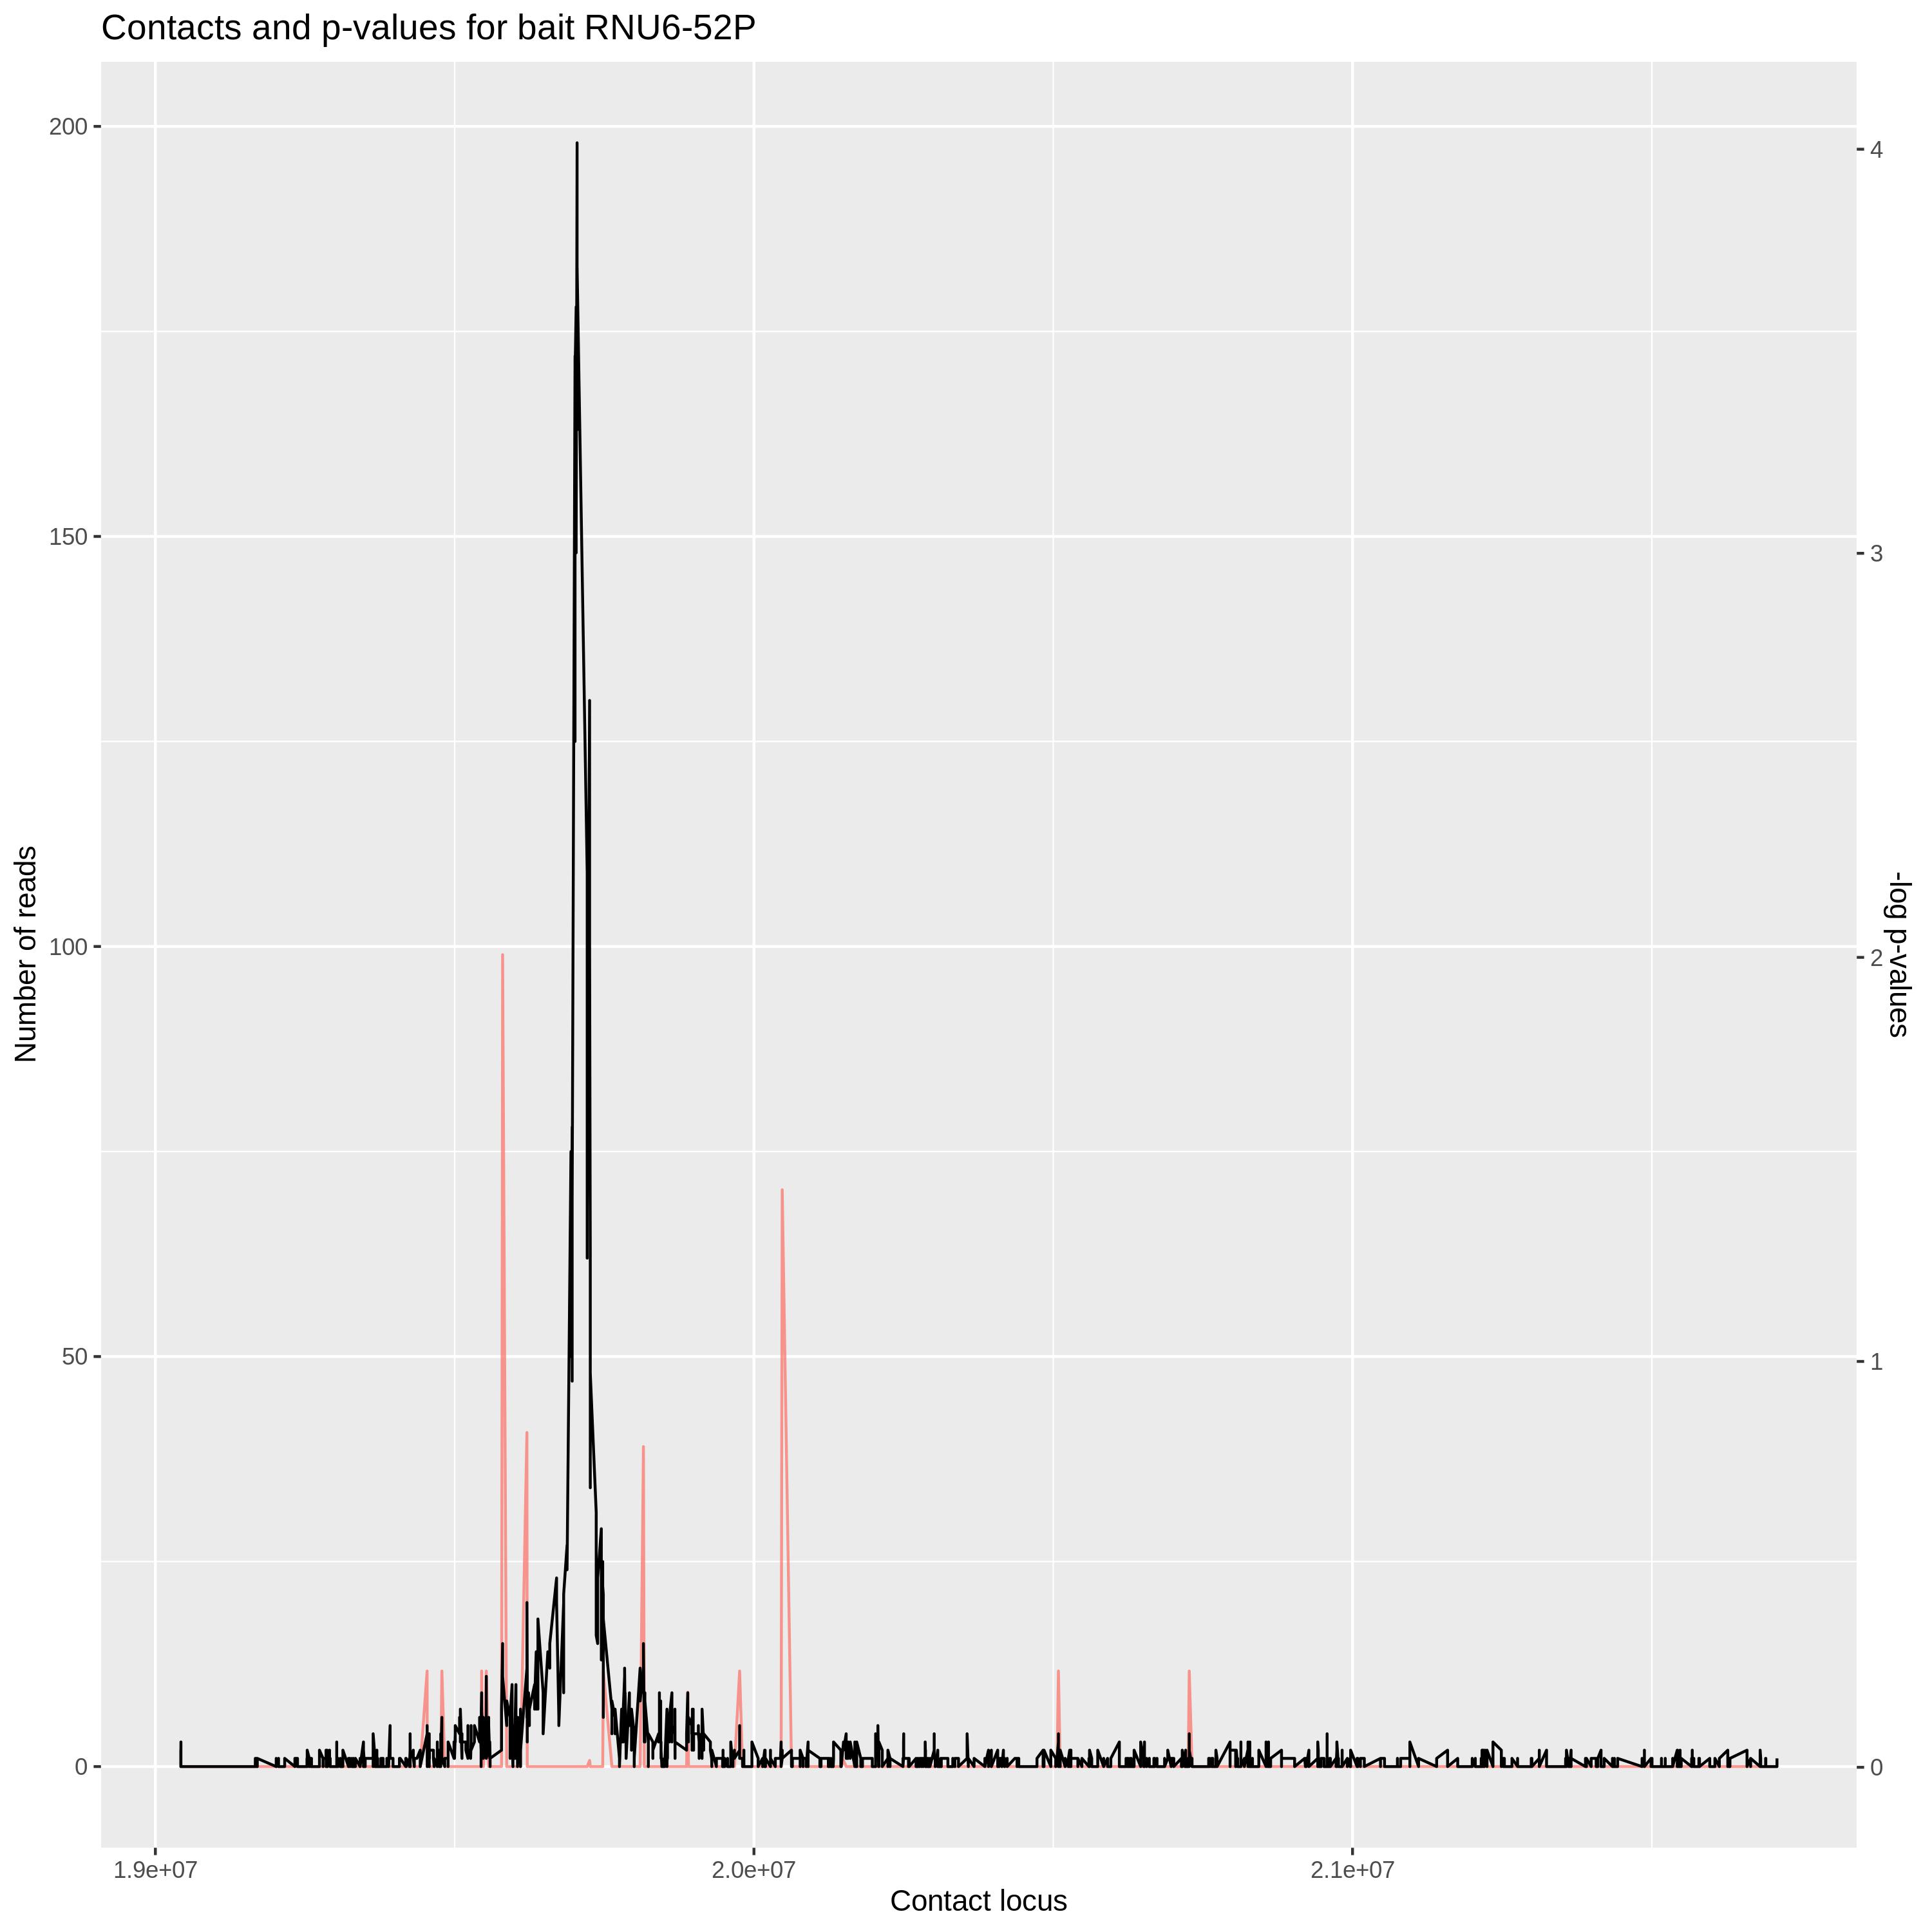 Contacts and p-values for bait RNU6-52P
200
150
100
50
0
4
3
2
1
0
Number of reads
-log p-values
1.9e+07
2.0e+07
2.1e+07
Contact locus